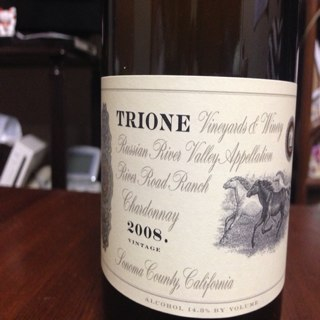 TRIONE Vineyards & Winery
Russian River Valley Appellation
River Road Ranch
Chardonnay
2008.
VINTAGE
Sonoma County, California
ALCOHOL 14.5% BY VOLUME